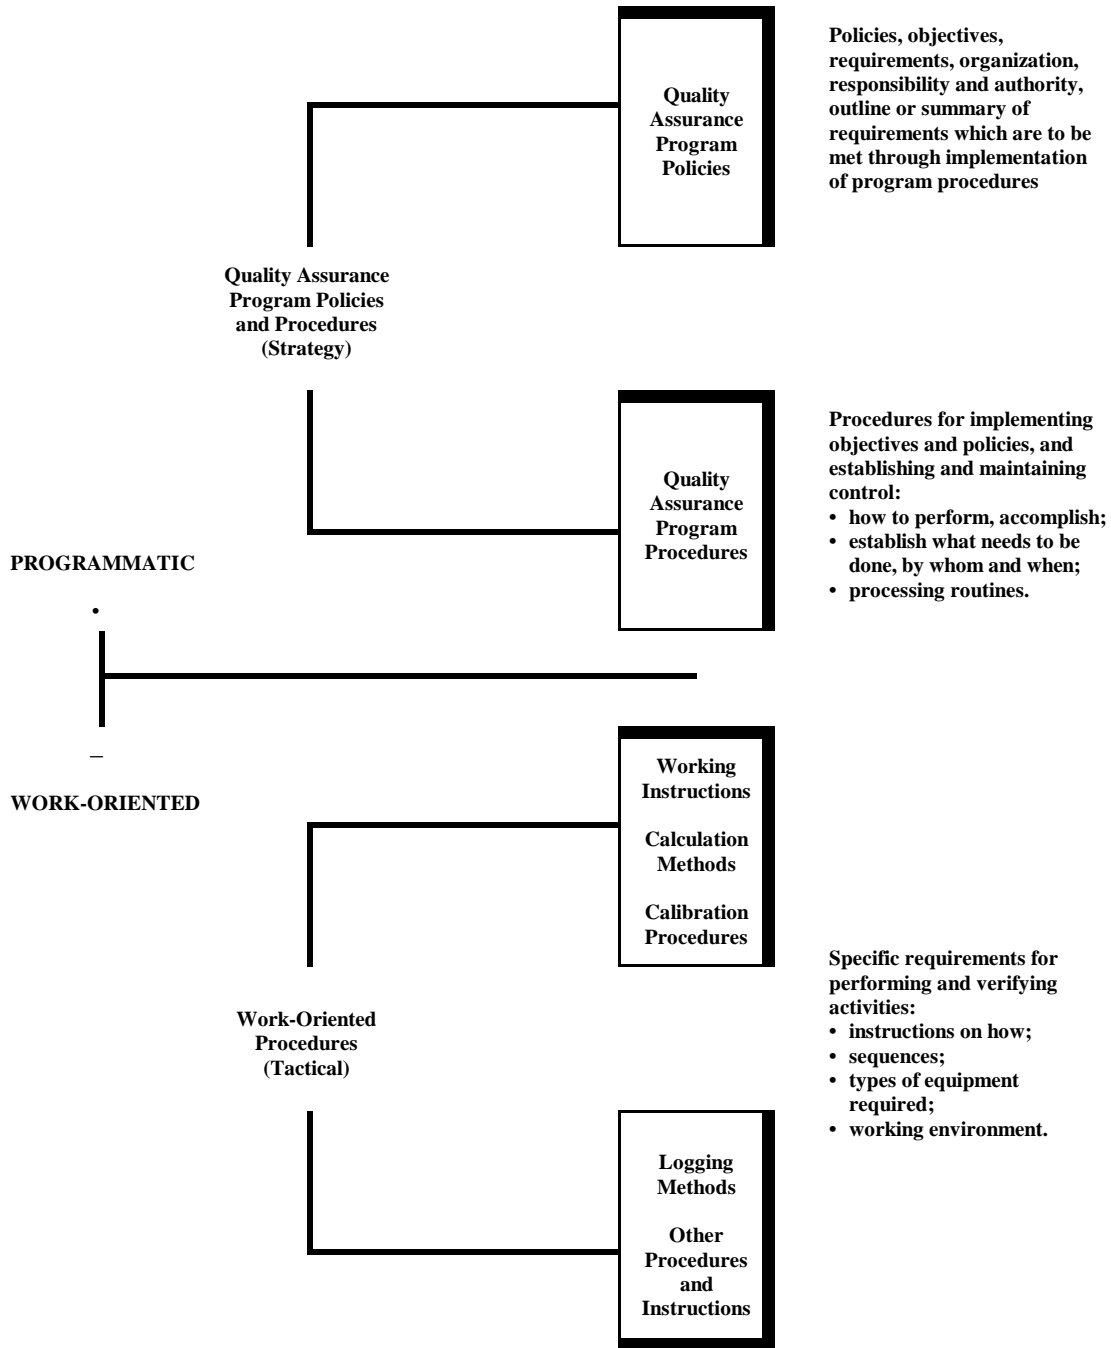 Policies, objectives,
requirements, organization,
responsibility and authority,
outline or summary of
requirements which are to be
met through implementation
of program procedures
Quality
Assurance
Program
Policies
Quality Assurance
Program Policies
and Procedures
(Strategy)
Procedures for implementing
objectives and policies, and
establishing and maintaining
control:
• how to perform, accomplish;
• establish what needs to be
done, by whom and when;
• processing routines.
Quality
Assurance
Program
Procedures
PROGRAMMATIC
•
–
WORK-ORIENTED
Working
Instructions
Calculation
Methods
Calibration
Procedures
Specific requirements for
performing and verifying
activities:
• instructions on how;
• sequences;
• types of equipment
required;
• working environment.
Work-Oriented
Procedures
(Tactical)
Logging
Methods
Other
Procedures
and
Instructions